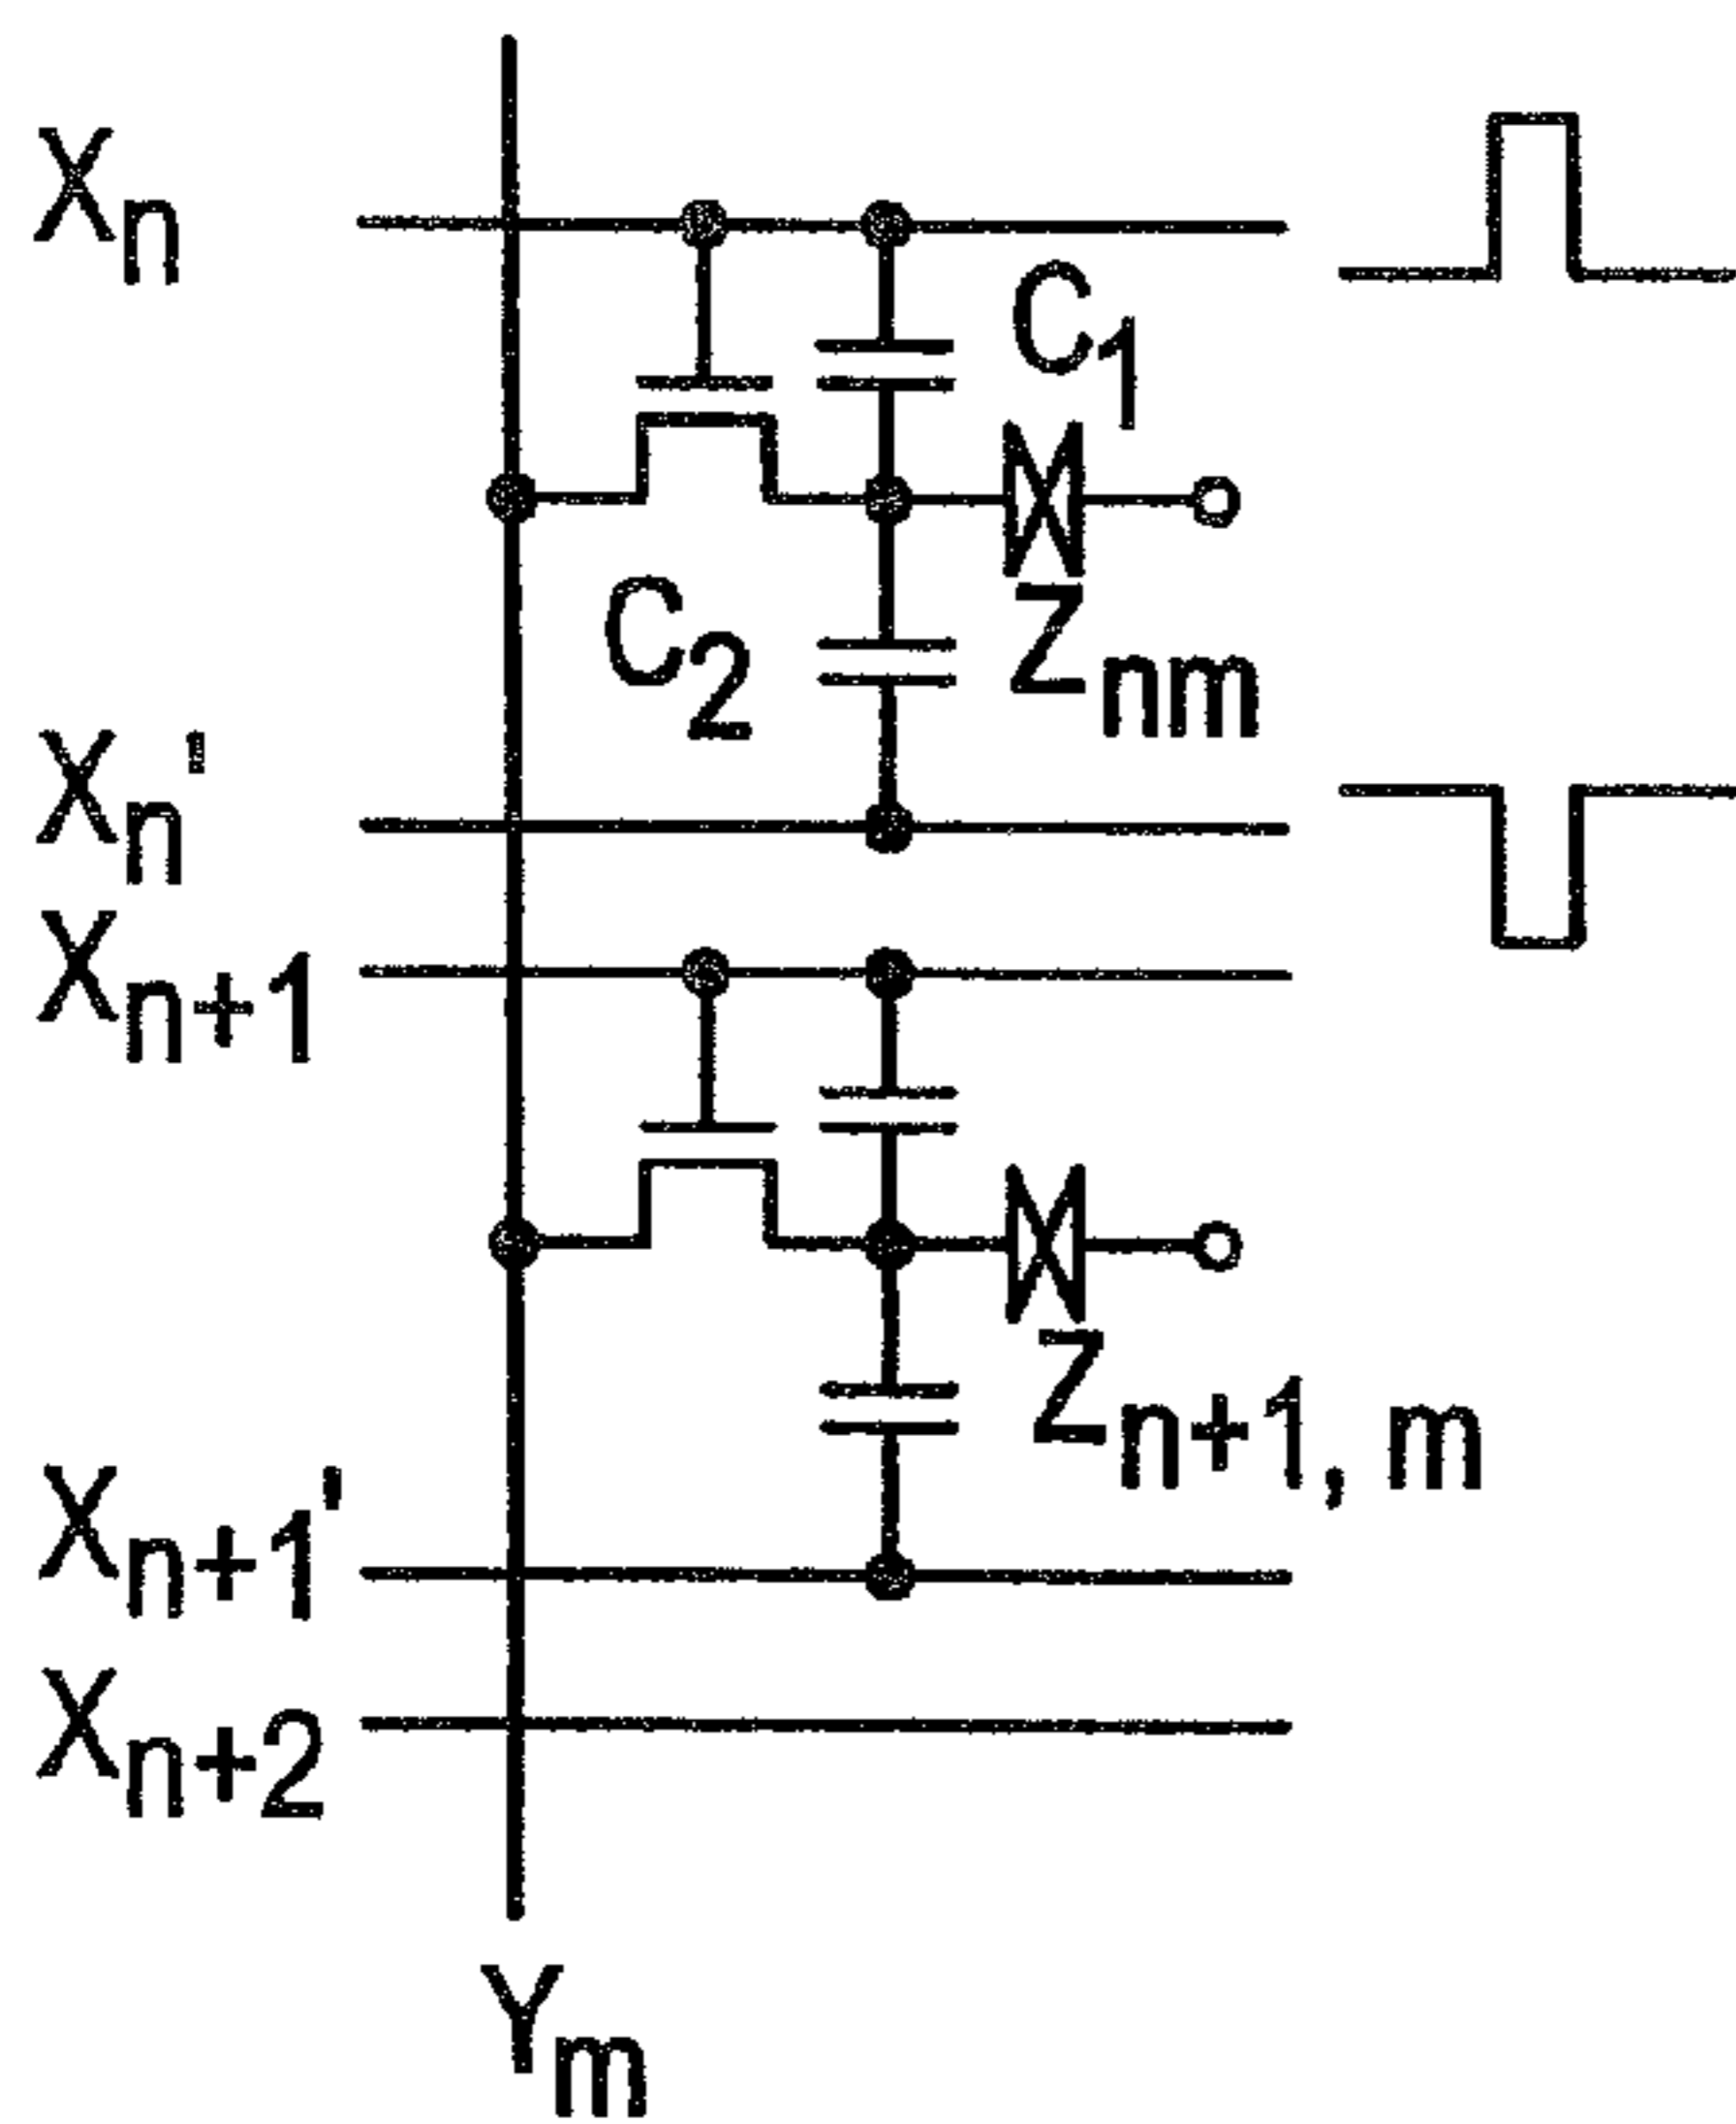 Xn
C1
C2
Znm
Xn'
Xn+1
Zn+1, m
Xn+1'
Xn+2
Ym